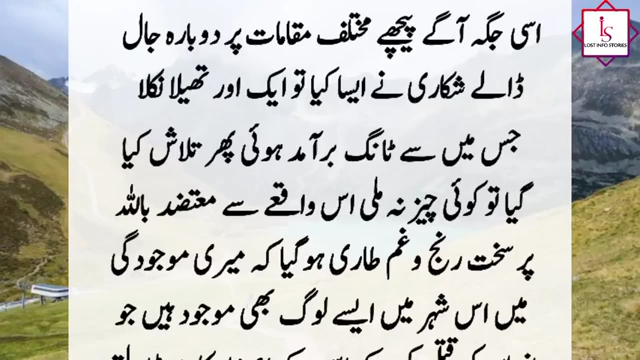 اسی جگہ آگے پیچھے مختلف مقامات پر دوبارہ جال
ڈالے شکاری نے ایسا کیا تو ایک اور تھیلا نکلا
جس میں سے ٹانگ برآمد ہوئی پھر تلاش کیا
گیا تو کوئی چیز نہ ملی اس واقعے سے معتضد باللہ
پر سخت رنج و غم طاری ہوگیا کہ میری موجودگی
میں اس شہر میں ایسے لوگ بھی موجود ہیں جو
LOST INFO STORIES